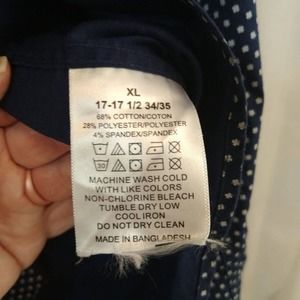 XL
17-17 1/2 34/35
68% COTTON/COTON
28% POLYESTER/POLYESTER
4% SPANDEX/SPANDEX
30
MACHINE WASH COLD
WITH LIKE COLORS
NON-CHLORINE BLEACH
TUMBLE DRY LOW
COOL IRON
DO NOT DRY CLEAN
MADE IN BANGLADESH